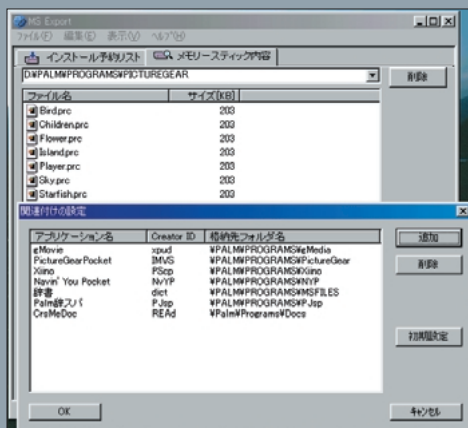 MS Export
ファイル(F) 編集(E) 表示(V) ヘルプ(H)
インストール予約リスト メモリースティック内容
D:¥PALM¥PROGRAMS¥PICTUREGEAR 削除
ファイル名 サイズ[KB]
Bird.prc 203
Children.prc 203
Flower.prc 203
Island.prc 203
Player.prc 203
Sky.prc 203
Starfish.prc 203
関連付けの設定
アプリケーション名 Creator ID 格納先フォルダ名 追加
gMovie xpud ¥PALM¥PROGRAMS¥gMedia
PictureGearPocket IMVS ¥PALM¥PROGRAMS¥PictureGear
Xiino PScp ¥PALM¥PROGRAMS¥Xiino 削除
Navin' You Pocket NvYP ¥PALM¥PROGRAMS¥NYP
辞書 dict ¥PALM¥PROGRAMS¥MSFILES
Palm辞スパ PJsp ¥PALM¥PROGRAMS¥PJsp
CrsMeDoc REAd ¥Palm¥Programs¥Docs
初期設定
OK キャンセル